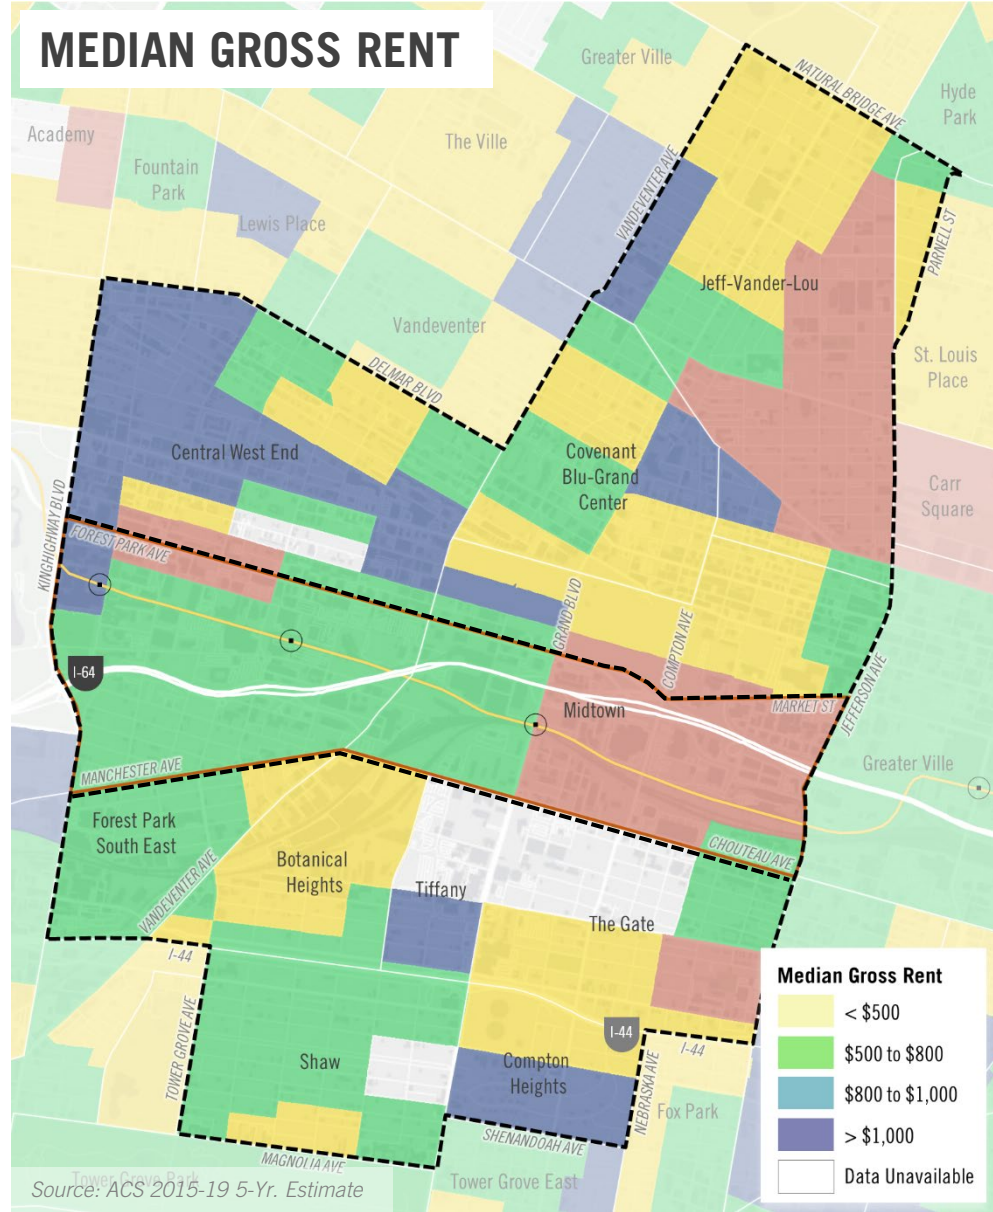 MEDIAN GROSS RENT
Greater Ville
NATURAL BRIDGE AVE
Hyde
Park
Academy
The Ville
Fountain
Park
VANDEVENTER AVE
Lewis Place
PARNELL ST
Jeff-Vander-Lou
Vandeventer
St. Louis
Place
DELMAR BLVD
Central West End
Covenant
Blu-Grand
Center
Carr
Square
KINGHIGHWAY BLVD
FOREST PARK AVE
GRAND BLVD
COMPTON AVE
I-64
Midtown
MARKET ST
JEFFERSON AVE
MANCHESTER AVE
Greater Ville
Forest Park
South East
CHOUTEAU AVE
Botanical
Heights
Tiffany
VANDEVENTER AVE
The Gate
I-44
TOWER GROVE AVE
I-44
I-44
Shaw
Compton
Heights
NEBRASKA AVE
Fox Park
SHENANDOAH AVE
MAGNOLIA AVE
Tower Grove Park
Tower Grove East
Source: ACS 2015-19 5-Yr. Estimate
Median Gross Rent
< $500
$500 to $800
$800 to $1,000
> $1,000
Data Unavailable